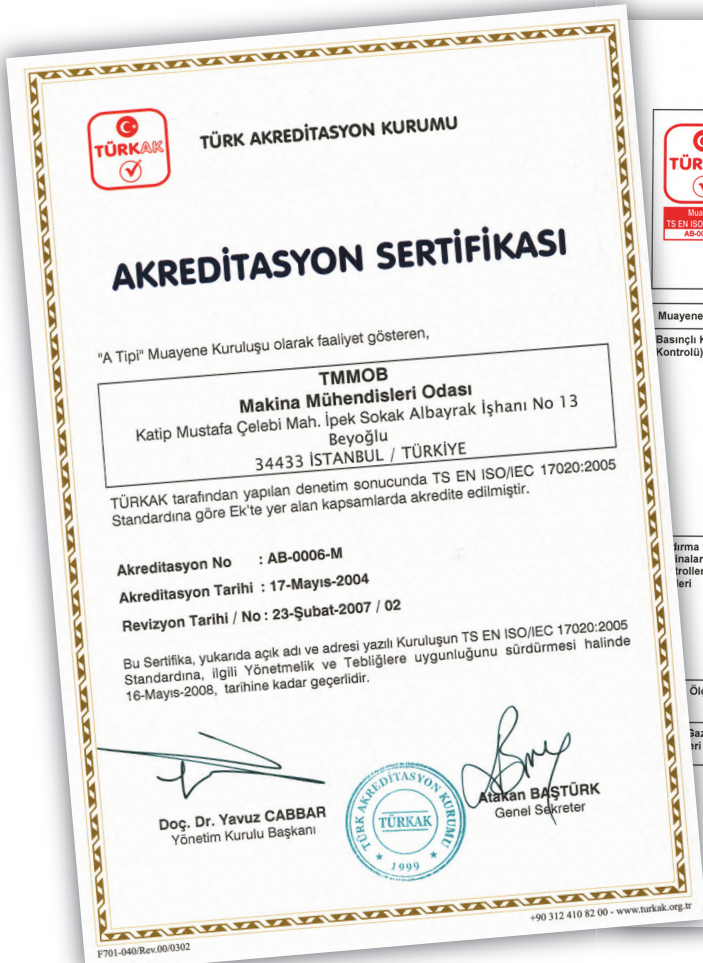 TÜRKAK
TÜRK AKREDİTASYON KURUMU
AKREDİTASYON SERTİFİKASI
"A Tipi" Muayene Kuruluşu olarak faaliyet gösteren,
TMMOB
Makina Mühendisleri Odası
Katip Mustafa Çelebi Mah. İpek Sokak Albayrak İşhanı No 13
Beyoğlu
34433 İSTANBUL / TÜRKİYE
TÜRKAK tarafından yapılan denetim sonucunda TS EN ISO/IEC 17020:2005
Standardına göre Ek'te yer alan kapsamlarda akredite edilmiştir.
Akreditasyon No : AB-0006-M
Akreditasyon Tarihi : 17-Mayıs-2004
Revizyon Tarihi / No : 23-Şubat-2007 / 02
Bu Sertifika, yukarıda açık adı ve adresi yazılı Kuruluşun TS EN ISO/IEC 17020:2005
Standardına, ilgili Yönetmelik ve Tebliğlere uygunluğunu sürdürmesi halinde
16-Mayıs-2008, tarihine kadar geçerlidir.
Doç. Dr. Yavuz CABBAR
Yönetim Kurulu Başkanı
TÜRK AKREDİTASYON KURUMU
TÜRKAK
* 1999 *
Atakan BAŞTÜRK
Genel Sekreter
F701-040/Rev.00/0302
+90 312 410 82 00 - www.turkak.org.tr
TS EN ISO
Muayene
Basınçlı
Kontrolü)